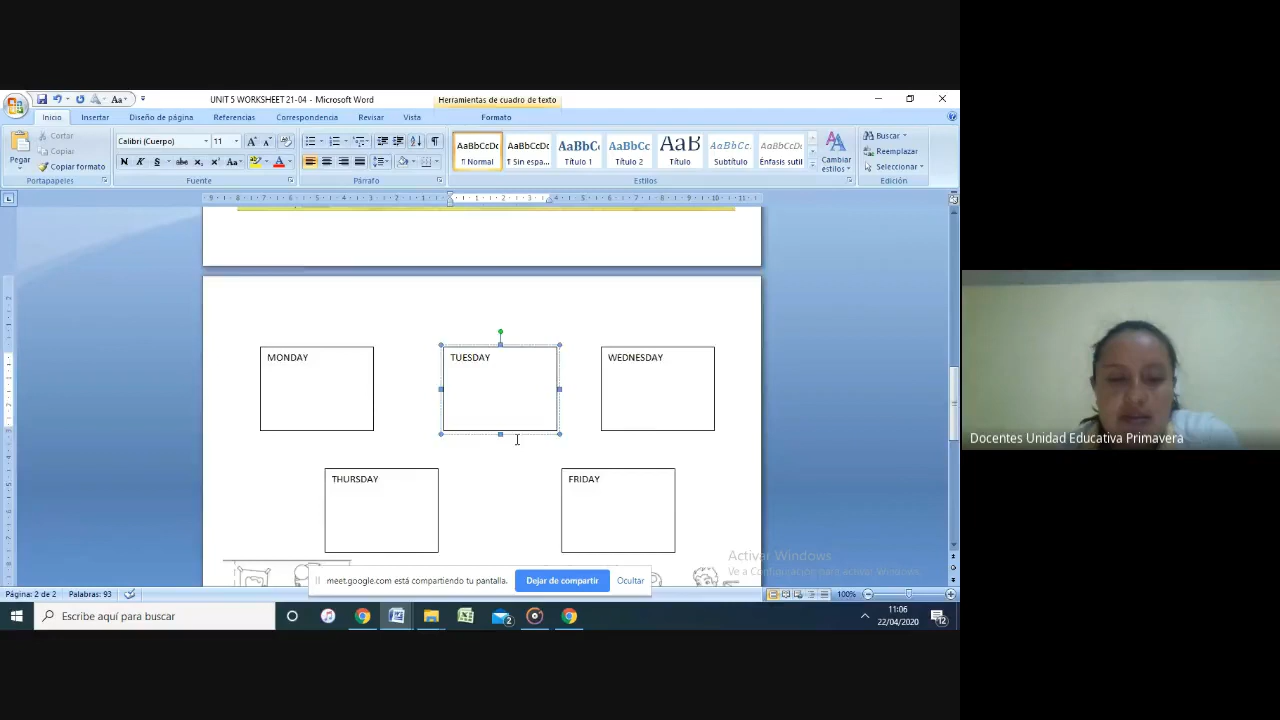 UNIT 5 WORKSHEET 21-04 - Microsoft Word
Herramientas de cuadro de texto
Inicio Insertar Diseño de página Referencias Correspondencia Revisar Vista Formato
Pegar
Cortar
Copiar
Copiar formato
Portapapeles
Calibri (Cuerpo) 11
Fuente
Párrafo
AaBbCcDc AaBbCcDc AaBbCc AaBbCc AaB AaBbCc. AaBbCcDc
¶ Normal ¶ Sin espa... Título 1 Título 2 Título Subtítulo Énfasis sutil
Cambiar estilos
Estilos
Buscar
Reemplazar
Seleccionar
Edición
MONDAY TUESDAY WEDNESDAY
THURSDAY FRIDAY
Docentes Unidad Educativa Primavera
Activar Windows
Ve a Configuración para activar Windows.
meet.google.com está compartiendo tu pantalla. Dejar de compartir Ocultar
Página: 2 de 2 Palabras: 93 100%
Escribe aquí para buscar
11:06
22/04/2020